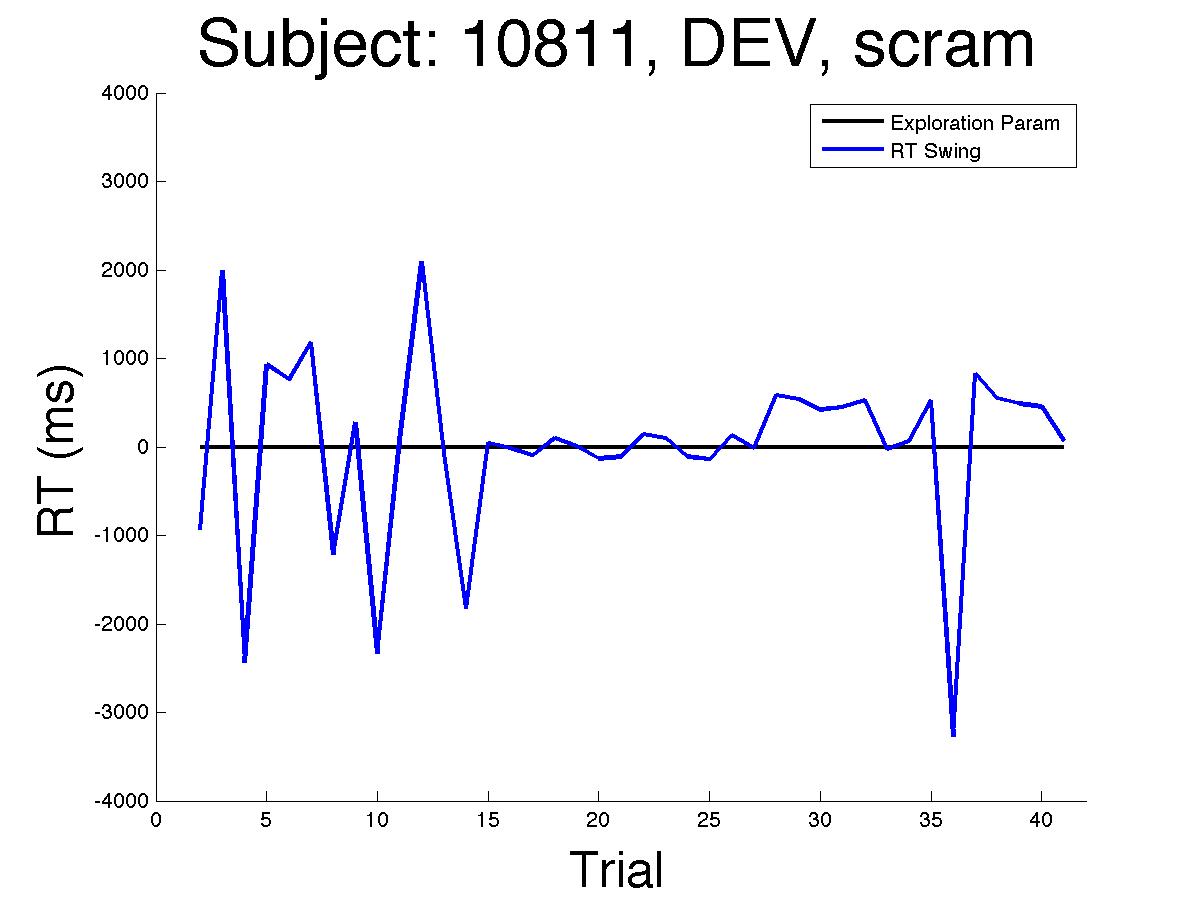 Subject: 10811, DEV, scram
4000
3000
2000
1000
0
-1000
-2000
-3000
-4000
RT (ms)
Exploration Param
RT Swing
0 5 10 15 20 25 30 35 40
Trial